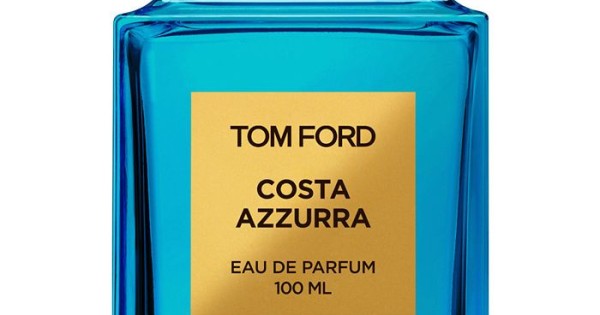 TOM FORD
COSTA
AZZURRA
EAU DE PARFUM
100 ML